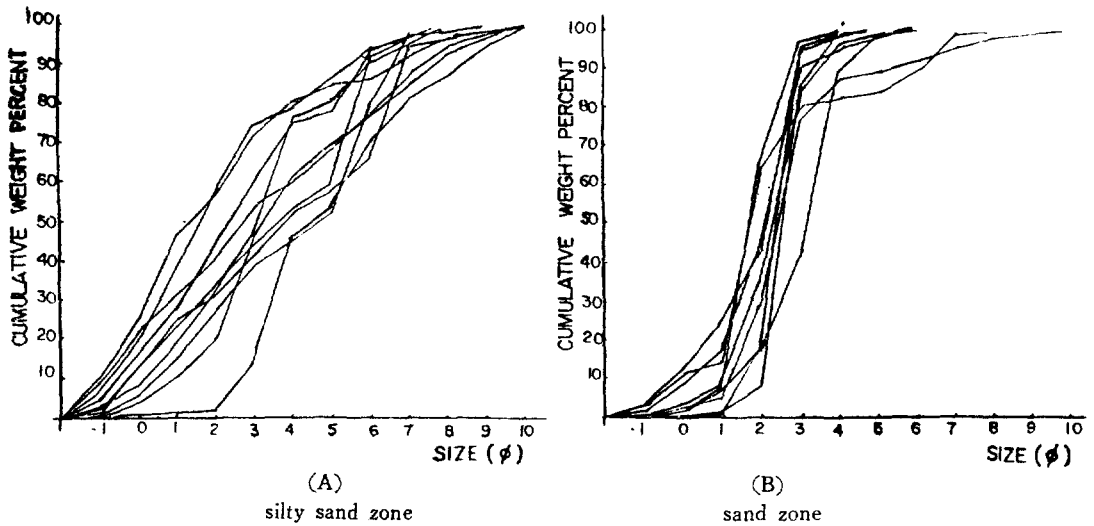 CUMULATIVE WEIGHT PERCENT
100
90
80
70
60
50
40
30
20
10
-1 0 1 2 3 4 5 6 7 8 9 10
SIZE (ϕ)
(A)
silty sand zone
CUMULATIVE WEIGHT PERCENT
100
90
80
70
60
50
40
30
20
10
-1 0 1 2 3 4 5 6 7 8 9 10
SIZE (ϕ)
(B)
sand zone